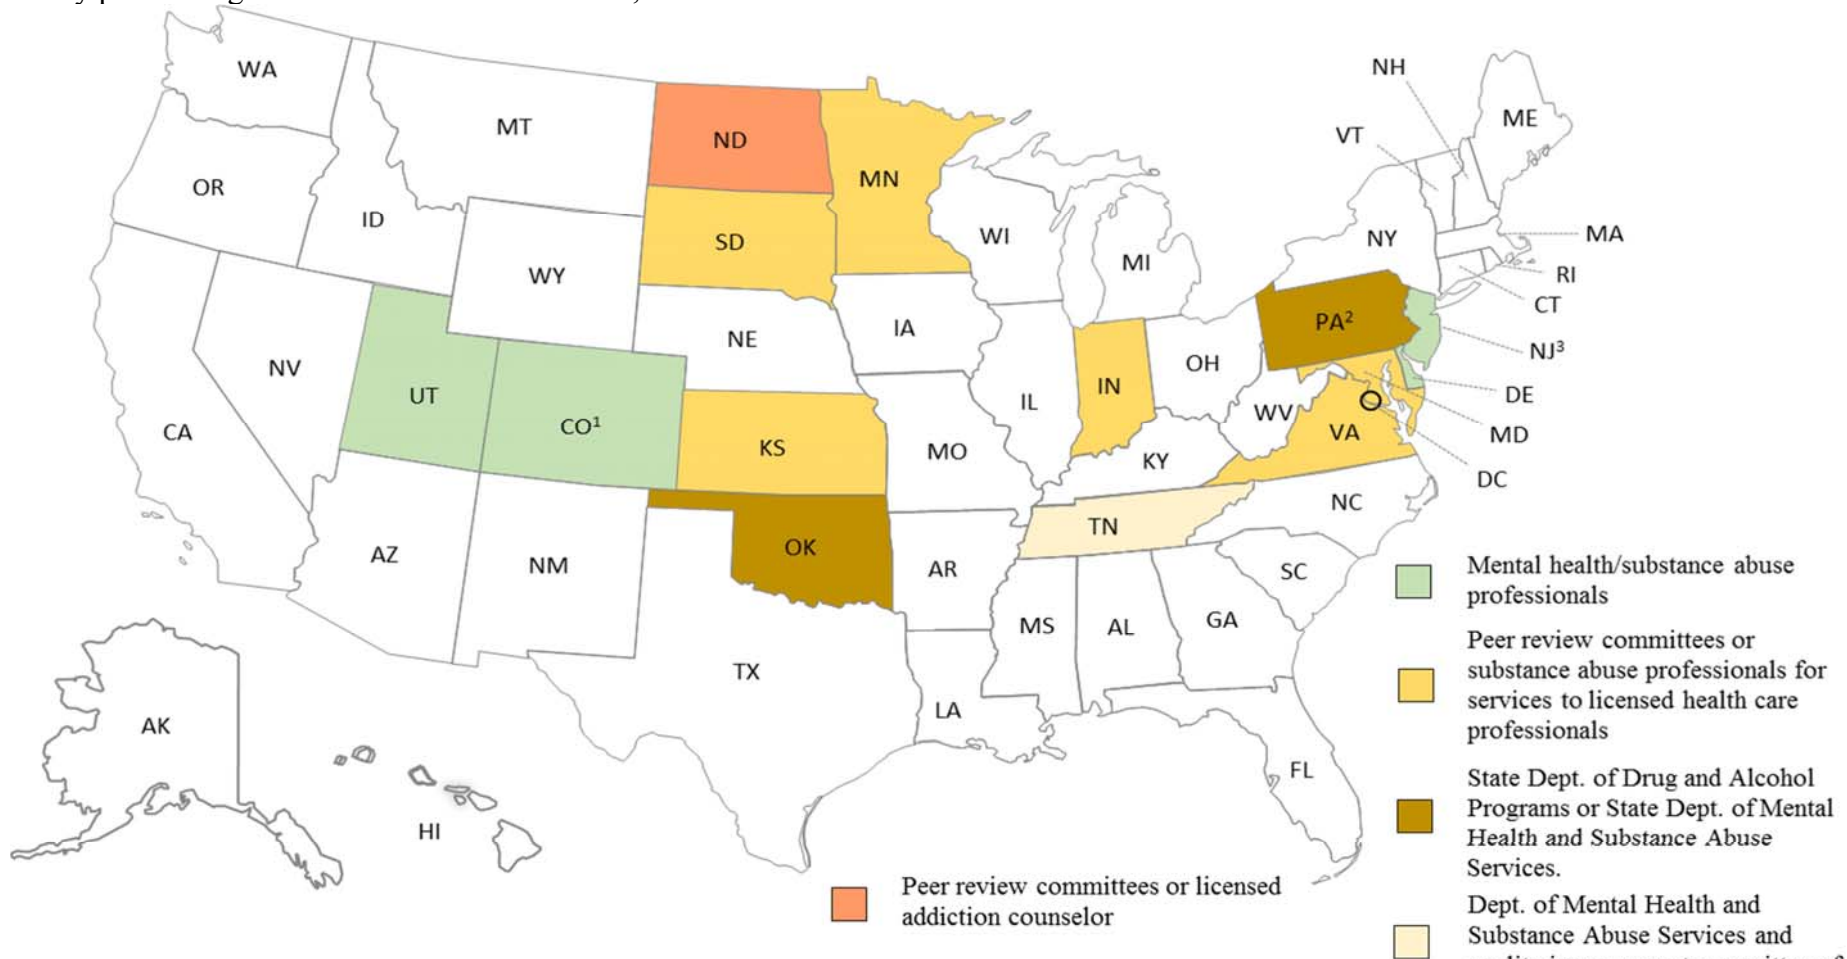 WA
MT
ND
MN
OR
ID
SD
WI
MI
WY
NE
IA
NV
UT
CO¹
KS
CA
AZ
NM
OK
MO
IL
IN
OH
KY
WV
VA
TN
NC
AR
SC
MS
AL
GA
TX
LA
FL
AK
HI
NY
PA²
ME
NH
VT
MA
RI
CT
NJ³
DE
MD
DC
Mental health/substance abuse
professionals
Peer review committees or
substance abuse professionals for
services to licensed health care
professionals
State Dept. of Drug and Alcohol
Programs or State Dept. of Mental
Health and Substance Abuse
Services.
Dept. of Mental Health and
Substance Abuse Services and
Peer review committees or licensed
addiction counselor